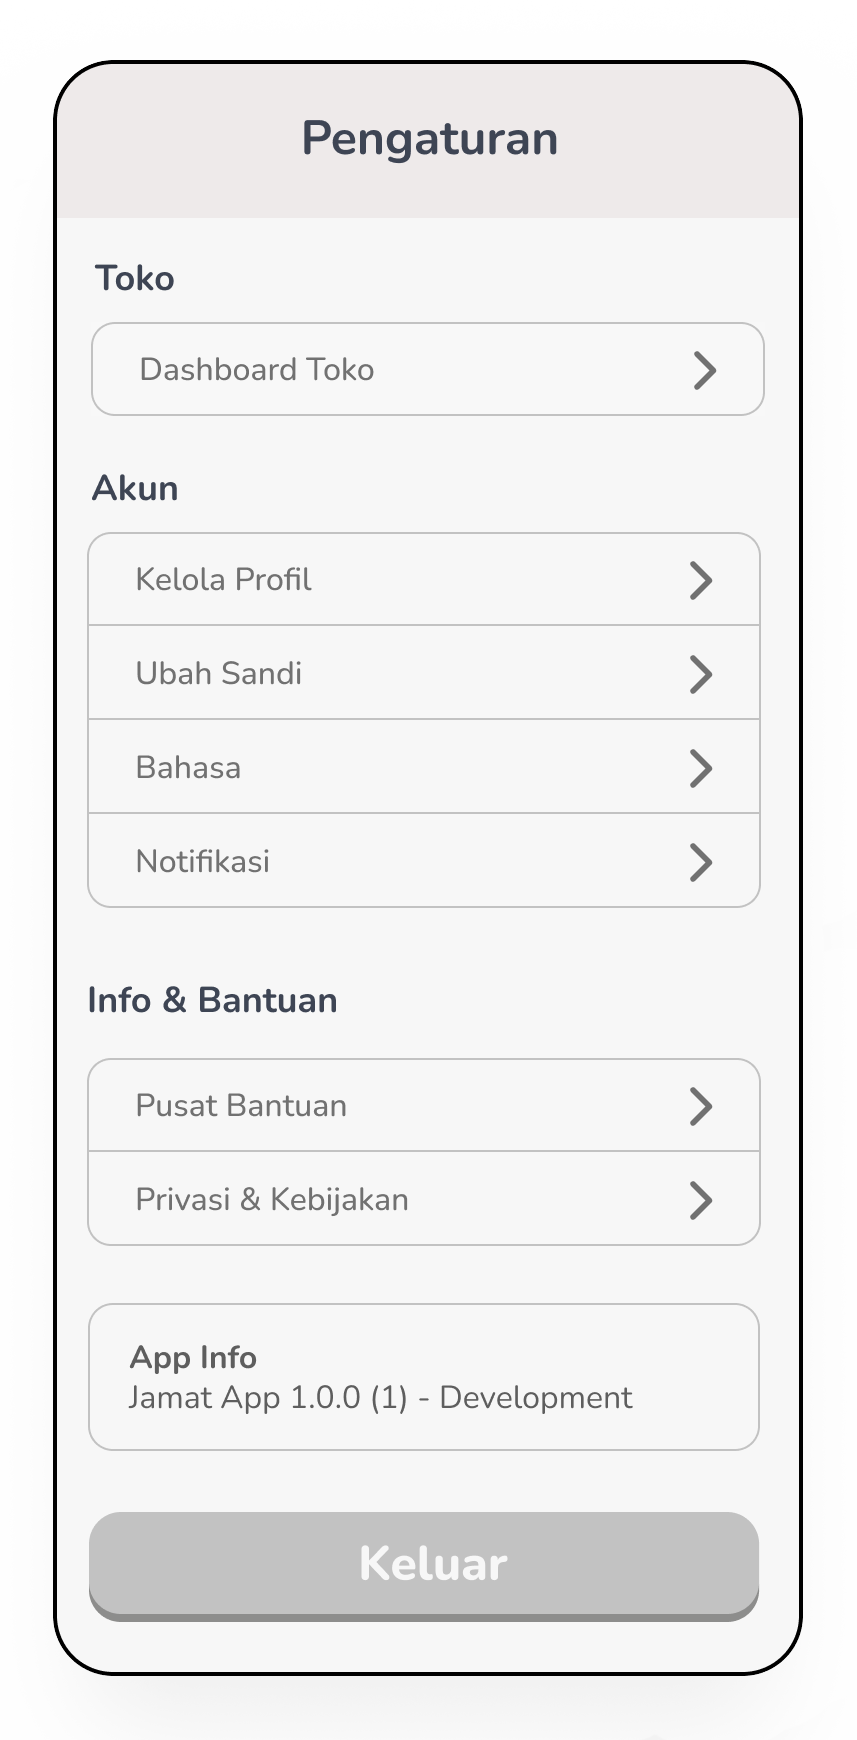 Pengaturan
Toko
Dashboard Toko
Akun
Kelola Profil
Ubah Sandi
Bahasa
Notifikasi
Info & Bantuan
Pusat Bantuan
Privasi & Kebijakan
App Info
Jamat App 1.0.0 (1) - Development
Keluar